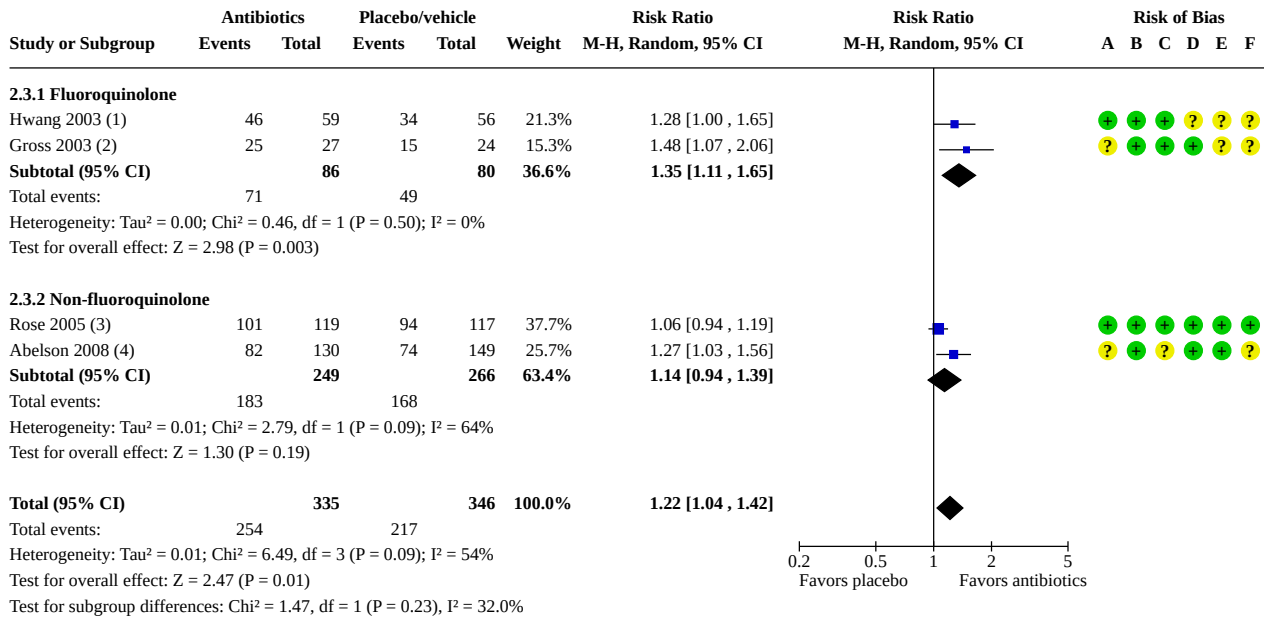 Antibiotics Placebo/vehicle Risk Ratio Risk Ratio Risk of Bias
Study or Subgroup Events Total Events Total Weight M-H, Random, 95% CI M-H, Random, 95% CI A B C D E F
2.3.1 Fluoroquinolone
Hwang 2003 (1) 46 59 34 56 21.3% 1.28 [1.00 , 1.65] + + + ? ? ?
Gross 2003 (2) 25 27 15 24 15.3% 1.48 [1.07 , 2.06] ? + + + ? ?
Subtotal (95% CI) 86 80 36.6% 1.35 [1.11 , 1.65]
Total events: 71 49
Heterogeneity: Tau² = 0.00; Chi² = 0.46, df = 1 (P = 0.50); I² = 0%
Test for overall effect: Z = 2.98 (P = 0.003)
2.3.2 Non-fluoroquinolone
Rose 2005 (3) 101 119 94 117 37.7% 1.06 [0.94 , 1.19] + + + + + +
Abelson 2008 (4) 82 130 74 149 25.7% 1.27 [1.03 , 1.56] ? + ? + + ?
Subtotal (95% CI) 249 266 63.4% 1.14 [0.94 , 1.39]
Total events: 183 168
Heterogeneity: Tau² = 0.01; Chi² = 2.79, df = 1 (P = 0.09); I² = 64%
Test for overall effect: Z = 1.30 (P = 0.19)
Total (95% CI) 335 346 100.0% 1.22 [1.04 , 1.42]
Total events: 254 217
Heterogeneity: Tau² = 0.01; Chi² = 6.49, df = 3 (P = 0.09); I² = 54%
0.2 0.5 1 2 5
Test for overall effect: Z = 2.47 (P = 0.01) Favors placebo Favors antibiotics
Test for subgroup differences: Chi² = 1.47, df = 1 (P = 0.23), I² = 32.0%